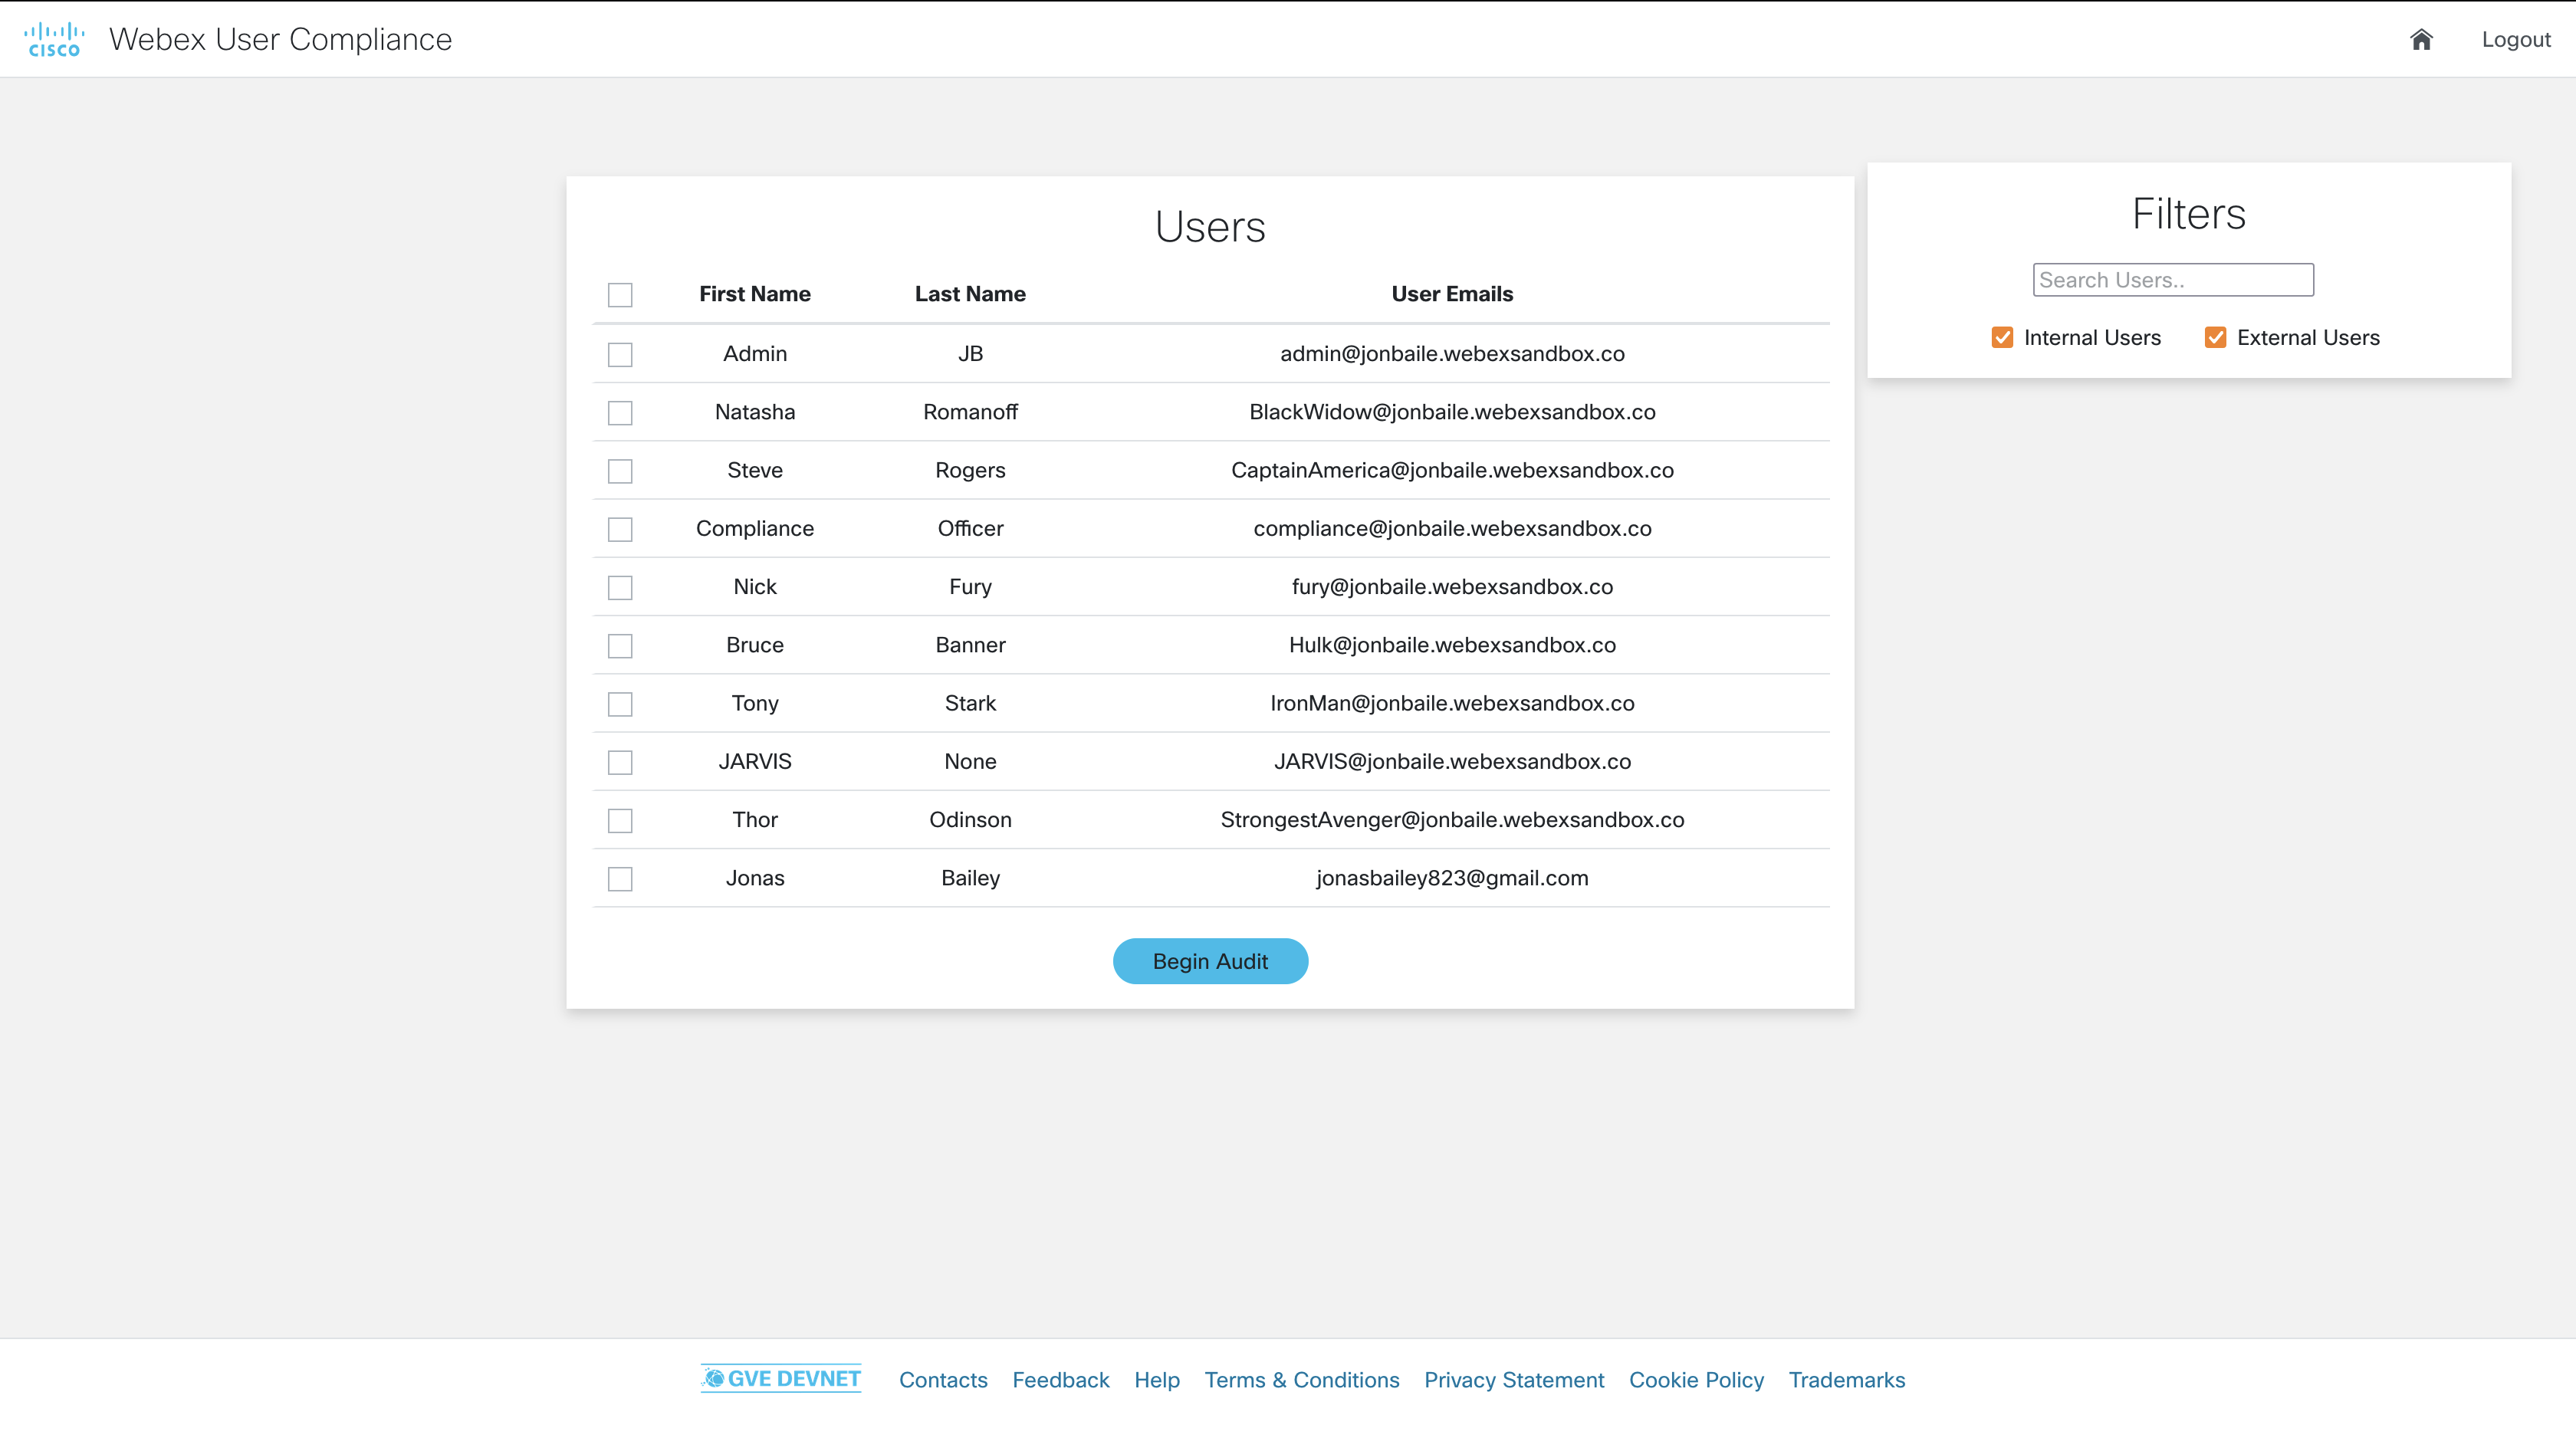 CISCO Webex User Compliance Logout
Users
First Name Last Name User Emails
Admin JB admin@jonbaile.webexsandbox.co
Natasha Romanoff BlackWidow@jonbaile.webexsandbox.co
Steve Rogers CaptainAmerica@jonbaile.webexsandbox.co
Compliance Officer compliance@jonbaile.webexsandbox.co
Nick Fury fury@jonbaile.webexsandbox.co
Bruce Banner Hulk@jonbaile.webexsandbox.co
Tony Stark IronMan@jonbaile.webexsandbox.co
JARVIS None JARVIS@jonbaile.webexsandbox.co
Thor Odinson StrongestAvenger@jonbaile.webexsandbox.co
Jonas Bailey jonasbailey823@gmail.com
Begin Audit
Filters
Search Users..
Internal Users External Users
GVE DEVNET Contacts Feedback Help Terms & Conditions Privacy Statement Cookie Policy Trademarks